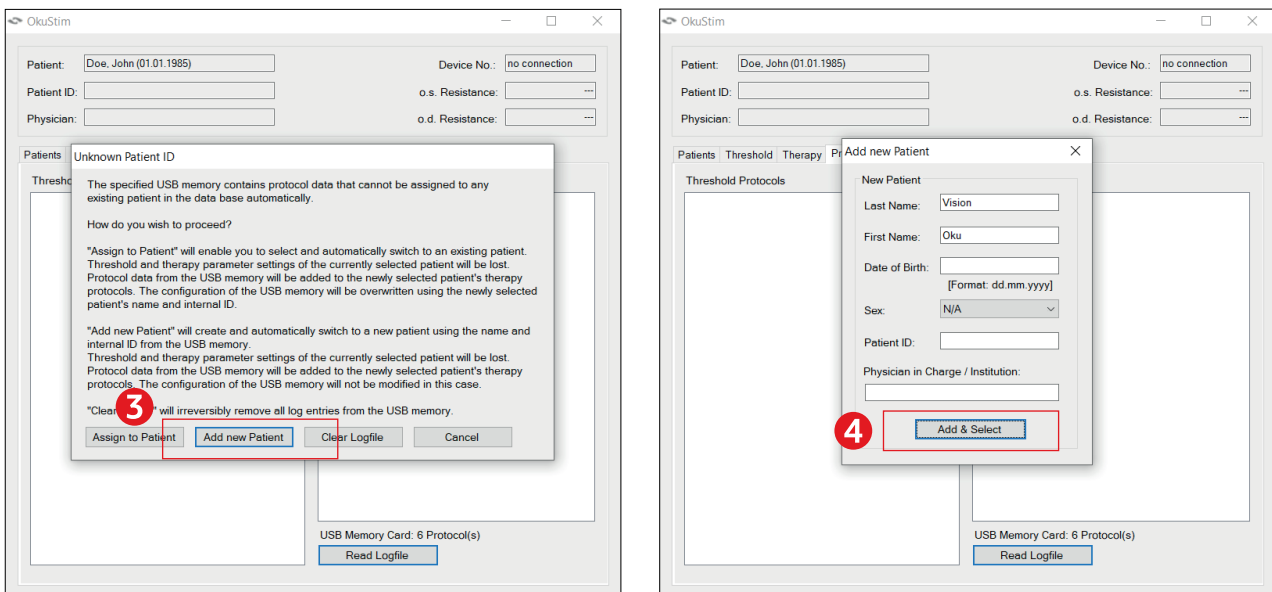 OkuStim
Patient: Doe, John (01.01.1985)
Device No.: no connection
Patient ID:
o.s. Resistance: ---
Physician:
o.d. Resistance: ---
Patients
Unknown Patient ID
The specified USB memory contains protocol data that cannot be assigned to any
existing patient in the data base automatically.
How do you wish to proceed?
"Assign to Patient" will enable you to select and automatically switch to an existing patient.
Threshold and therapy parameter settings of the currently selected patient will be lost.
Protocol data from the USB memory will be added to the newly selected patient's therapy
protocols. The configuration of the USB memory will be overwritten using the newly selected
patient's name and internal ID.
"Add new Patient" will create and automatically switch to a new patient using the name and
internal ID from the USB memory.
Threshold and therapy parameter settings of the currently selected patient will be lost.
Protocol data from the USB memory will be added to the newly selected patient's therapy
protocols. The configuration of the USB memory will not be modified in this case.
"Clear " will irreversibly remove all log entries from the USB memory.
3
Assign to Patient Add new Patient Clear Logfile Cancel
USB Memory Card: 6 Protocol(s)
Read Logfile
OkuStim
Patient: Doe, John (01.01.1985)
Device No.: no connection
Patient ID:
o.s. Resistance: ---
Physician:
o.d. Resistance: ---
Patients Threshold Therapy Pr
Threshold Protocols
Add new Patient
New Patient
Last Name: Vision
First Name: Oku
Date of Birth:
[Format: dd.mm.yyyy]
Sex: N/A
Patient ID:
Physician in Charge / Institution:
4
Add & Select
USB Memory Card: 6 Protocol(s)
Read Logfile